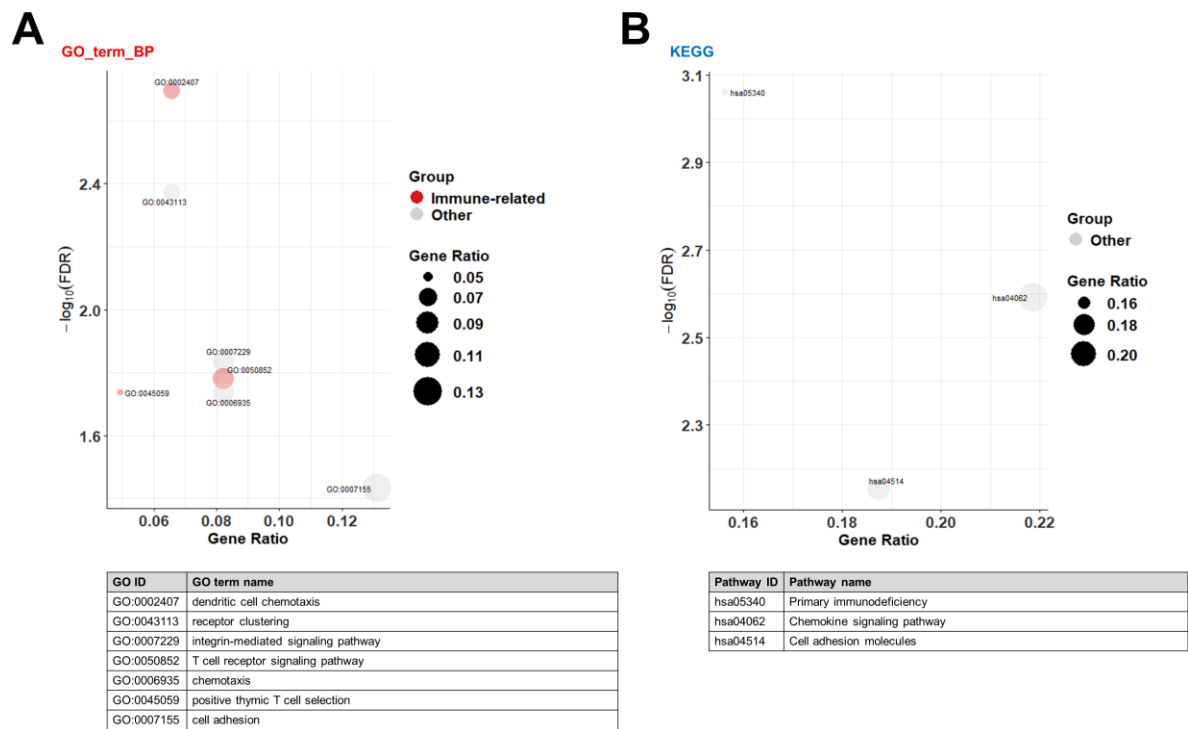 A
GO_term_BP
GO:0002407
GO:0043113
GO:0007229
GO:0050852
GO:0045059
GO:0006935
GO:0007155
2.4
2.0
1.6
−log10(FDR)
0.06 0.08 0.10 0.12
Gene Ratio
Group
Immune-related
Other
Gene Ratio
0.05
0.07
0.09
0.11
0.13
GO ID GO term name
GO:0002407 dendritic cell chemotaxis
GO:0043113 receptor clustering
GO:0007229 integrin-mediated signaling pathway
GO:0050852 T cell receptor signaling pathway
GO:0006935 chemotaxis
GO:0045059 positive thymic T cell selection
GO:0007155 cell adhesion
B
KEGG
hsa05340
hsa04062
hsa04514
3.1
2.9
2.7
2.5
2.3
−log10(FDR)
0.16 0.18 0.20 0.22
Gene Ratio
Group
Other
Gene Ratio
0.16
0.18
0.20
Pathway ID Pathway name
hsa05340 Primary immunodeficiency
hsa04062 Chemokine signaling pathway
hsa04514 Cell adhesion molecules